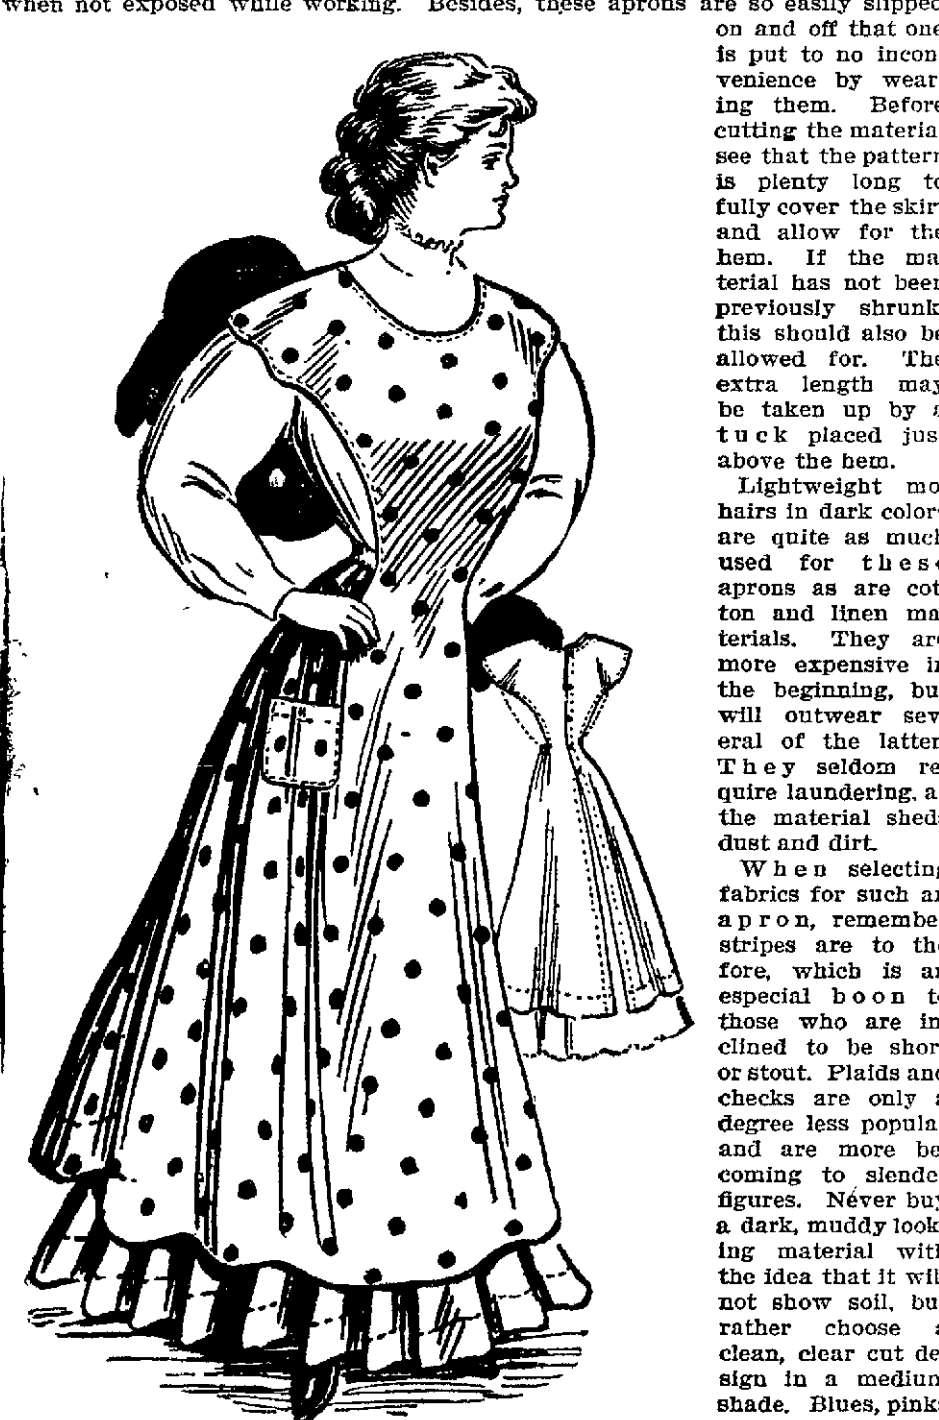 when not exposed while working. Besides, these aprons are so easily slipped
on and off that one
is put to no incon-
venience by wear-
ing them. Before
cutting the materia
see that the pattern
is plenty long to
fully cover the skir
and allow for the
hem. If the ma
terial has not been
previously shrunk
this should also be
allowed for. The
extra length may
be taken up by a
tuck placed jus
above the hem.
Lightweight mo
hairs in dark colors
are quite as much
used for these
aprons as are cot
ton and linen ma
terials. They are
more expensive in
the beginning, bu
will outwear sev
eral of the latter
They seldom re
quire laundering, a
the material sheds
dust and dirt.
When selecting
fabrics for such an
apron, remembe
stripes are to the
fore, which is an
especial boon to
those who are in
clined to be shor
or stout. Plaids and
checks are only a
degree less popula
and are more be
coming to slende
figures. Never buy
a dark, muddy look
ing material with
the idea that it wil
not show soil, bu
rather choose a
clean, clear cut de
sign in a medium
shade. Blues, pink